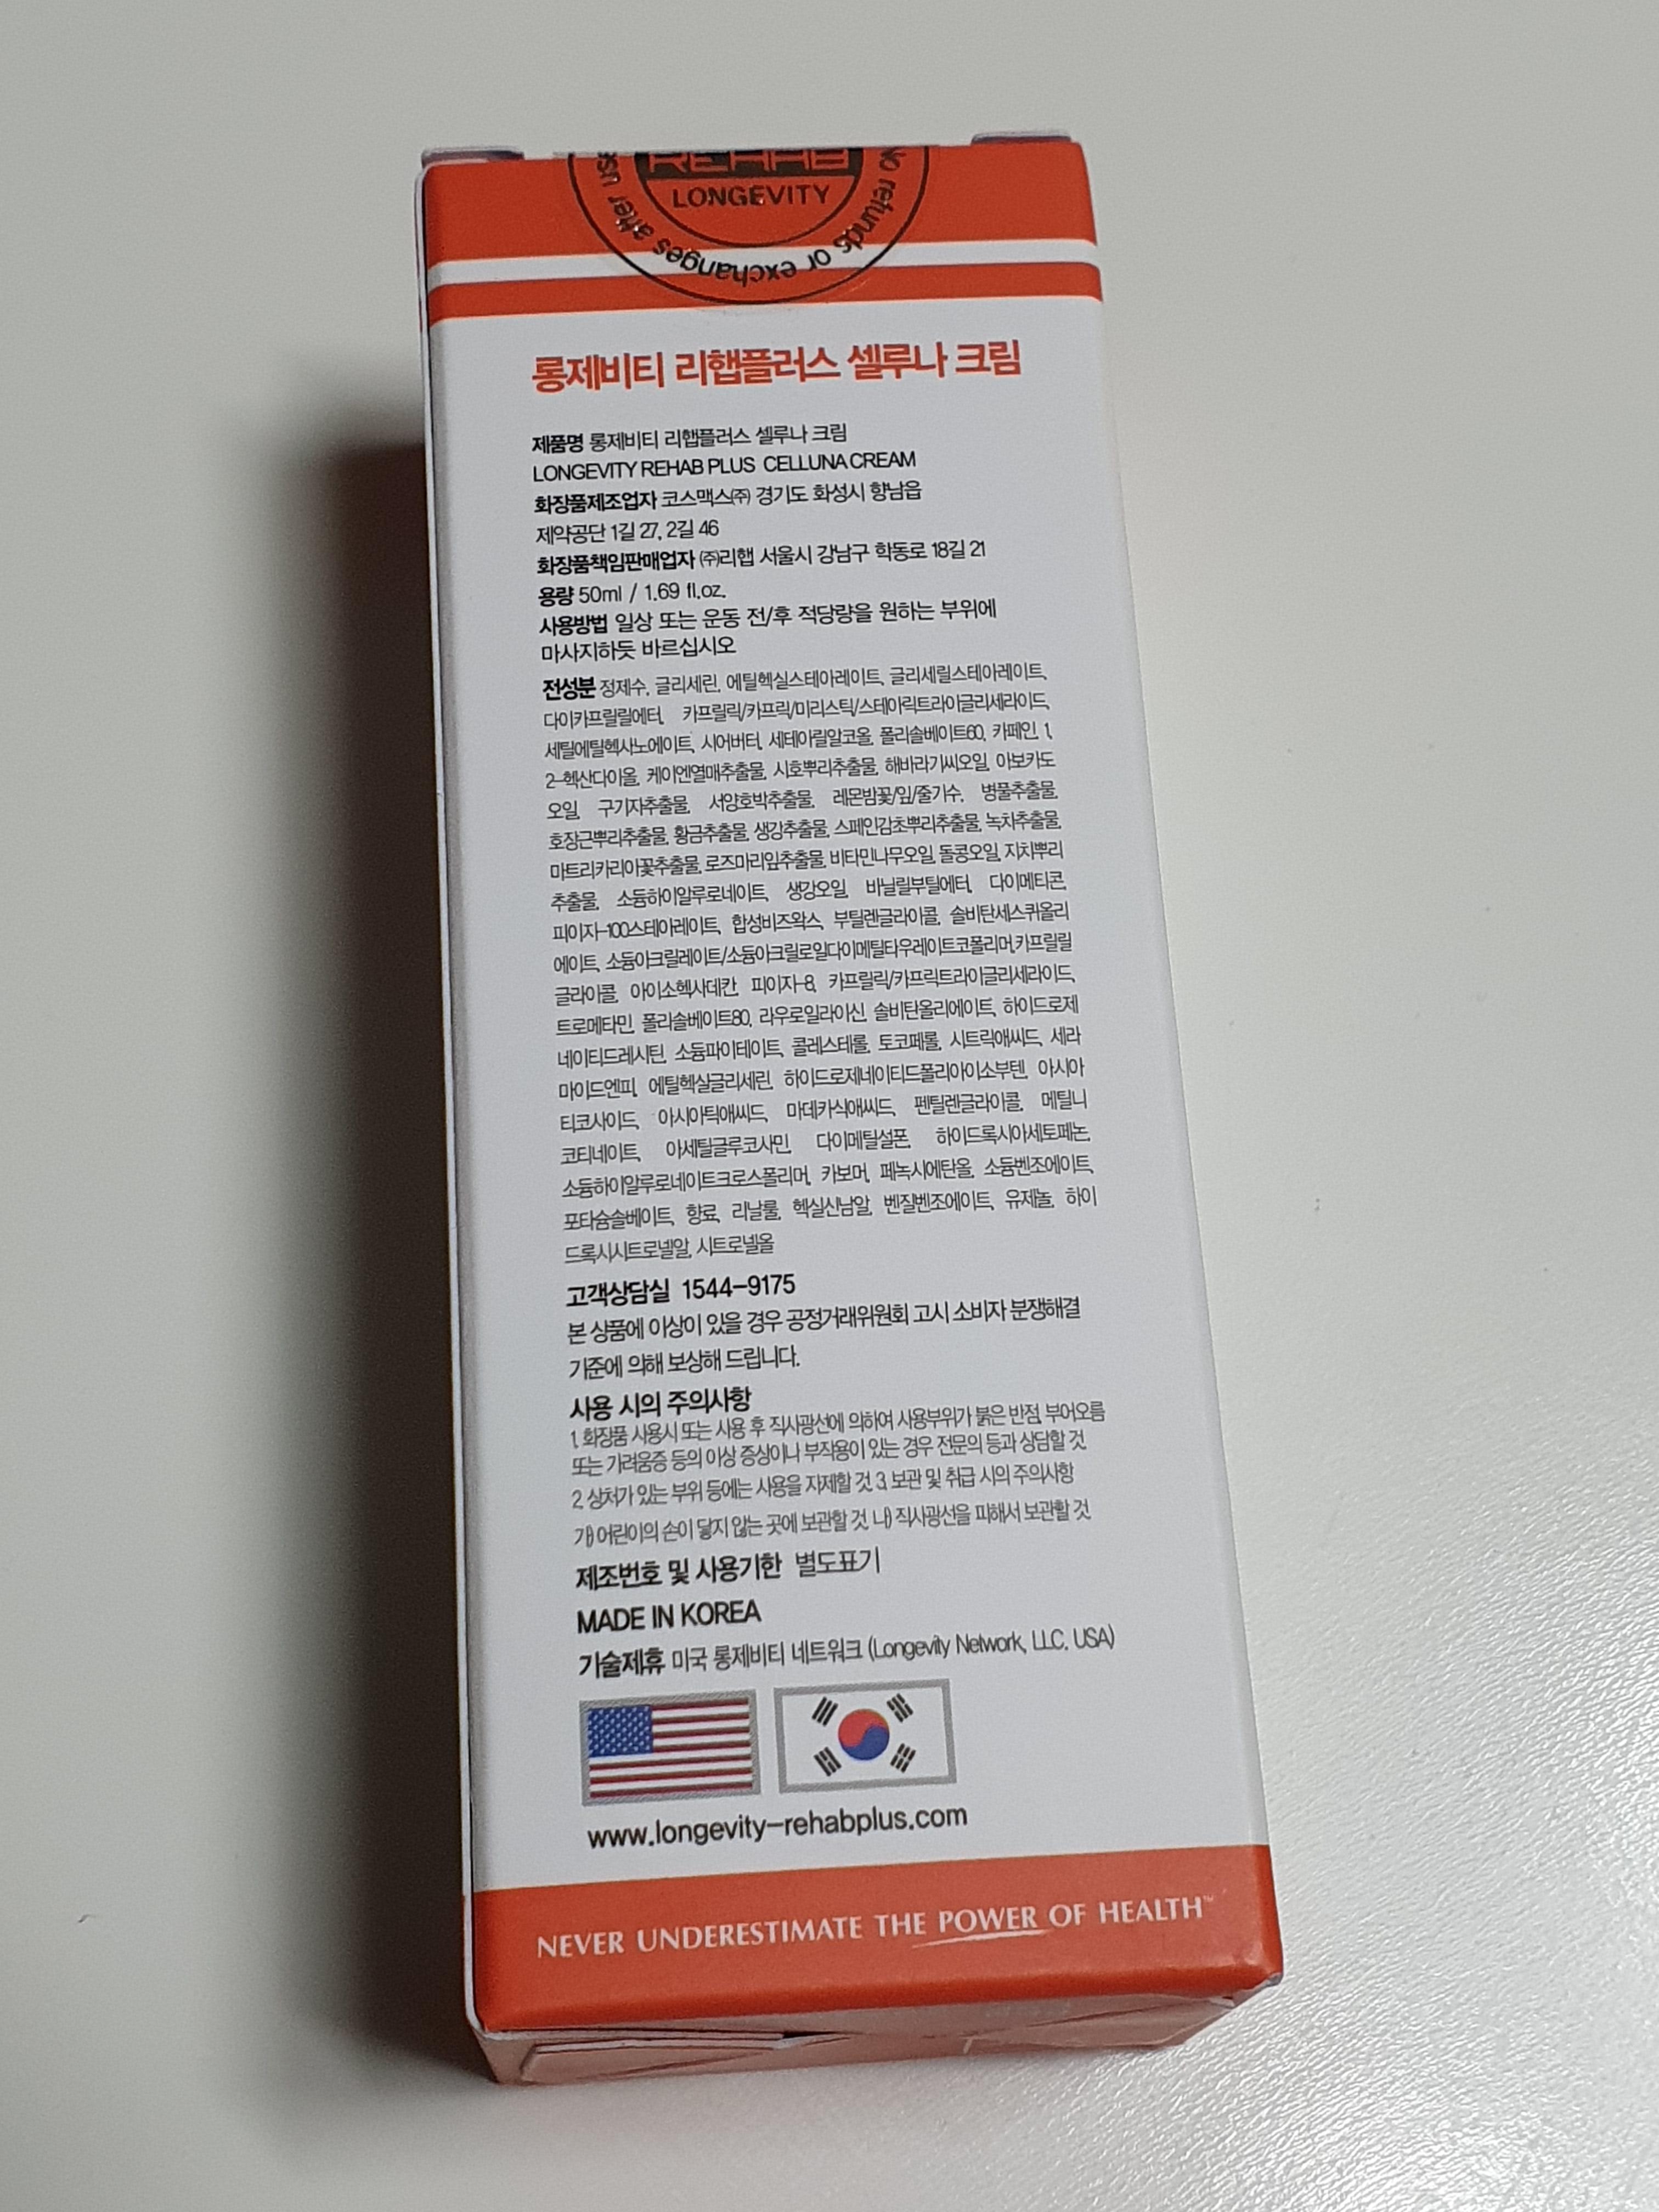 REHAB
LONGEVITY
No refunds or exchanges after use
롱제비티 리햅플러스 셀루나 크림
제품명 롱제비티 리햅플러스 셀루나 크림
LONGEVITY REHAB PLUS CELLUNA CREAM
화장품제조업자 코스맥스㈜ 경기도 화성시 향남읍
제약공단 1길 27, 2길 46
화장품책임판매업자 ㈜리햅 서울시 강남구 학동로 18길 21
용량 50ml / 1.69 fl.oz.
사용방법 일상 또는 운동 전/후 적당량을 원하는 부위에
마사지하듯 바르십시오
전성분 정제수, 글리세린, 에틸헥실스테아레이트, 글리세릴스테아레이트,
다이카프릴릴에터, 카프릴릭/카프릭/미리스틱/스테아릭트라이글리세라이드,
세틸에틸헥사노에이트, 시어버터, 세테아릴알코올, 폴리솔베이트60, 카페인, 1,
2-헥산다이올, 케이엔열매추출물, 시호뿌리추출물, 해바라기씨오일, 아보카도
오일, 구기자추출물, 서양호박추출물, 레몬밤꽃/잎/줄기수, 병풀추출물,
호장근뿌리추출물, 황금추출물, 생강추출물, 스페인감초뿌리추출물, 녹차추출물,
마트리카리아꽃추출물, 로즈마리잎추출물, 비타민나무오일, 돌콩오일, 지치뿌리
추출물, 소듐하이알루로네이트, 생강오일, 바닐릴부틸에터, 다이메티콘,
피이지-100스테아레이트, 합성비즈왁스, 부틸렌글라이콜, 솔비탄세스퀴올리
에이트, 소듐아크릴레이트/소듐아크릴로일다이메틸타우레이트코폴리머,카프릴릴
글라이콜, 아이소헥사데칸, 피이지-8, 카프릴릭/카프릭트라이글리세라이드,
트로메타민, 폴리솔베이트80, 라우로일라이신, 솔비탄올리에이트, 하이드로제
네이티드레시틴, 소듐파이테이트, 콜레스테롤, 토코페롤, 시트릭애씨드, 세라
마이드엔피, 에틸헥실글리세린, 하이드로제네이티드폴리아이소부텐, 아시아
티코사이드, 아시아틱애씨드, 마데카식애씨드, 펜틸렌글라이콜, 메틸니
코티네이트, 아세틸글루코사민, 다이메틸설폰, 하이드록시아세토페논,
소듐하이알루로네이트크로스폴리머, 카보머, 페녹시에탄올, 소듐벤조에이트,
포타슘솔베이트, 향료, 리날룰, 헥실신남알, 벤질벤조에이트, 유제놀, 하이
드록시시트로넬알, 시트로넬올
고객상담실 1544-9175
본 상품에 이상이 있을 경우 공정거래위원회 고시 소비자 분쟁해결
기준에 의해 보상해 드립니다.
사용 시의 주의사항
1. 화장품 사용시 또는 사용 후 직사광선에 의하여 사용부위가 붉은 반점, 부어오름
또는 가려움증 등의 이상 증상이나 부작용이 있는 경우 전문의 등과 상담할 것
2. 상처가 있는 부위 등에는 사용을 자제할 것 3. 보관 및 취급 시의 주의사항
가) 어린이의 손이 닿지 않는 곳에 보관할 것, 나) 직사광선을 피해서 보관할 것
제조번호 및 사용기한 별도표기
MADE IN KOREA
기술제휴 미국 롱제비티 네트워크 (Longevity Network, LLC. USA)
www.longevity-rehabplus.com
NEVER UNDERESTIMATE THE POWER OF HEALTH™